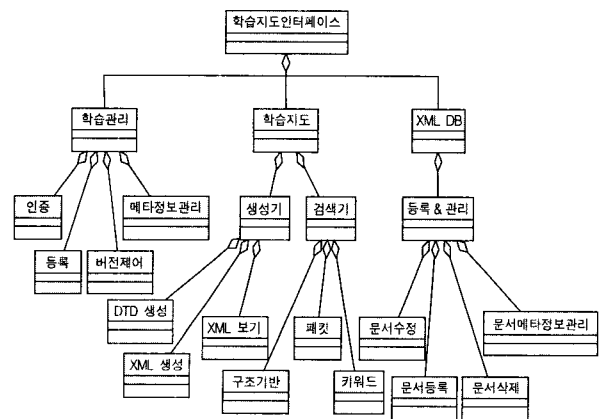 학습지도인터페이스
학습관리
학습지도
XML DB
인증
메타정보관리
생성기
검색기
등록 & 관리
등록
버전제어
DTD 생성
XML 보기
패킷
문서수정
문서메타정보관리
XML 생성
구조기반
키워드
문서등록
문서삭제